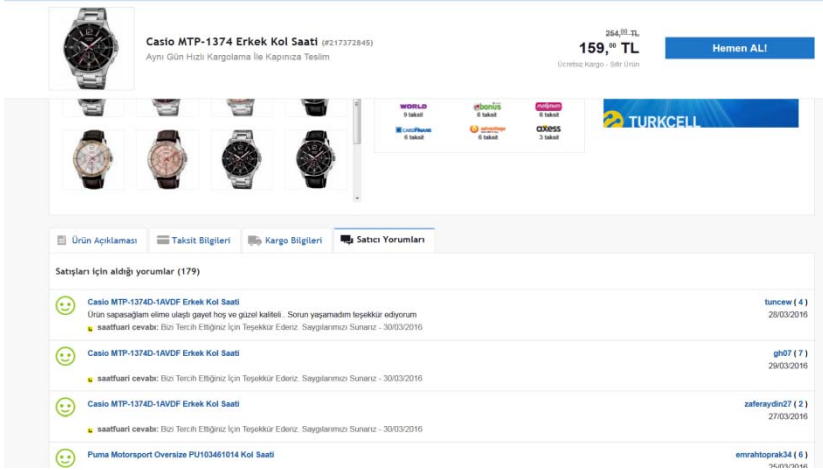 Casio MTP-1374 Erkek Kol Saati (#217372845)
Aynı Gün Hızlı Kargolama İle Kapınıza Teslim
264,00 TL
159,00 TL
Ücretsiz Kargo - Sıfır Ürün
Hemen AL!
WORLD
9 taksit
bonus
6 taksit
maximum
6 taksit
CARDFINANS
6 taksit
advantage
6 taksit
axess
3 taksit
TURKCELL
Ürün Açıklaması
Taksit Bilgileri
Kargo Bilgileri
Satıcı Yorumları
Satışları için aldığı yorumlar (179)
Casio MTP-1374D-1AVDF Erkek Kol Saati
tuncew ( 4 )
Ürün sapasağlam elime ulaştı gayet hoş ve güzel kaliteli.. Sorun yaşamadım teşekkür ediyorum
28/03/2016
saatfuari cevabı: Bizi Tercih Ettiğiniz İçin Teşekkür Ederiz. Saygılarımızı Sunarız - 30/03/2016
Casio MTP-1374D-1AVDF Erkek Kol Saati
gh07 ( 7 )
29/03/2016
saatfuari cevabı: Bizi Tercih Ettiğiniz İçin Teşekkür Ederiz. Saygılarımızı Sunarız - 30/03/2016
Casio MTP-1374D-1AVDF Erkek Kol Saati
zaferaydin27 ( 2 )
27/03/2016
saatfuari cevabı: Bizi Tercih Ettiğiniz İçin Teşekkür Ederiz. Saygılarımızı Sunarız - 30/03/2016
Puma Motorsport Oversize PU103461014 Kol Saati
emrahtoprak34 ( 6 )
25/03/2016